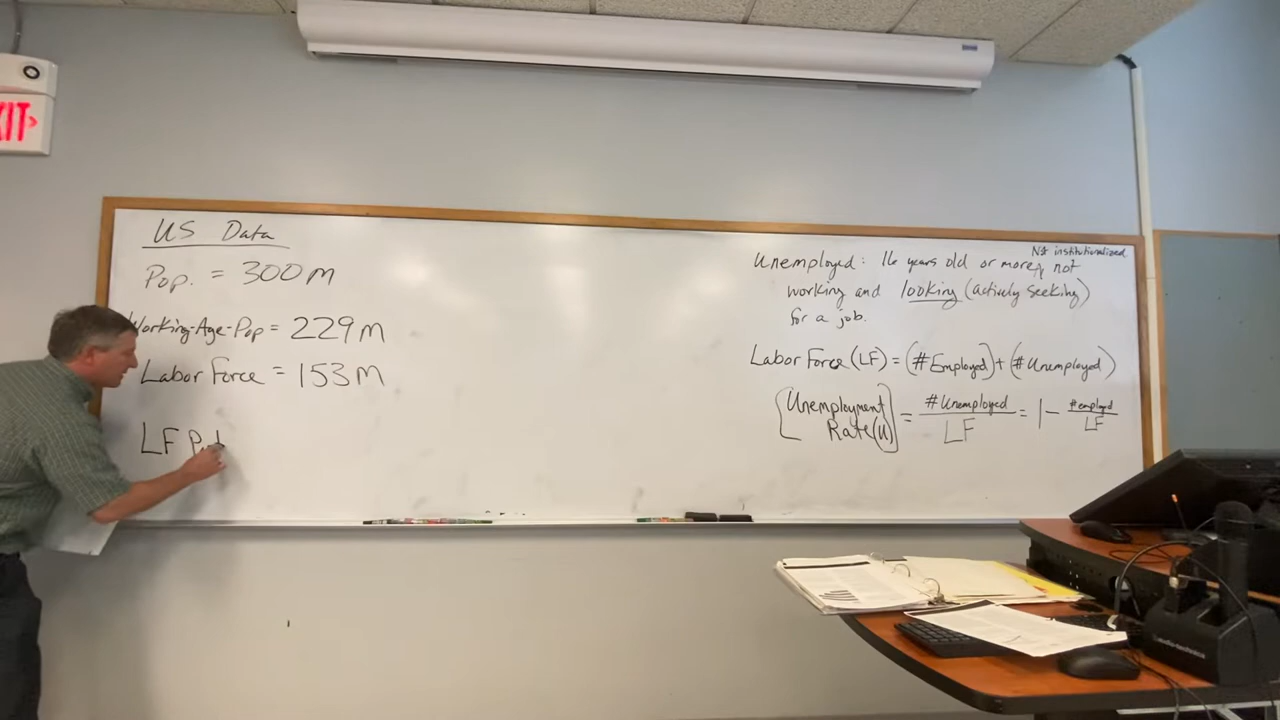 US Data
Pop. = 300m
Working-Age-Pop = 229m
Labor Force = 153m
LF
Not institutionalized
Unemployed: 16 years old or more, not
working and looking (actively seeking)
for a job.
Labor Force (LF) = (#Employed) + (#Unemployed)
[Unemployment Rate (U)] = #Unemployed / LF = 1 - #employed / LF